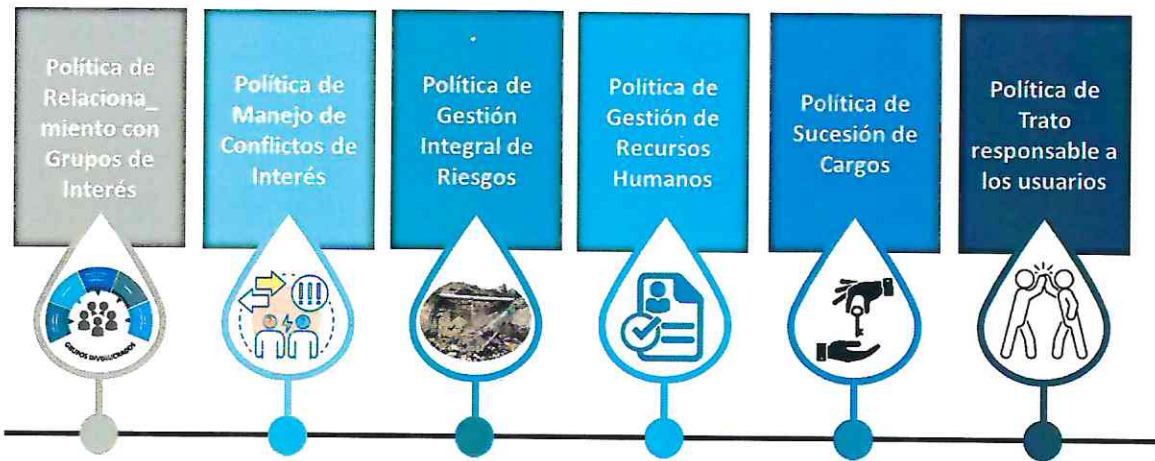 Política de
Relaciona_
miento con
Grupos de
Interés
Política de
Manejo de
Conflictos de
Interés
Política de
Gestión
Integral de
Riesgos
Política de
Gestión de
Recursos
Humanos
Política de
Sucesión de
Cargos
Política de
Trato
responsable a
los usuarios
GRUPOS INVOLUCRADOS
!!!